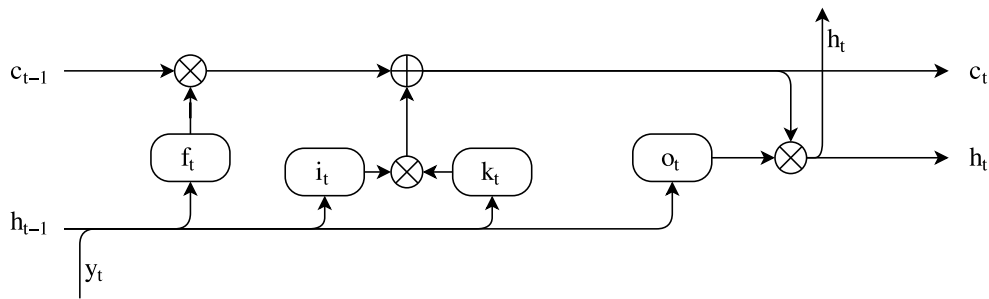 h_t
c_{t-1}
c_t
f_t
i_t
k_t
o_t
h_t
h_{t-1}
y_t